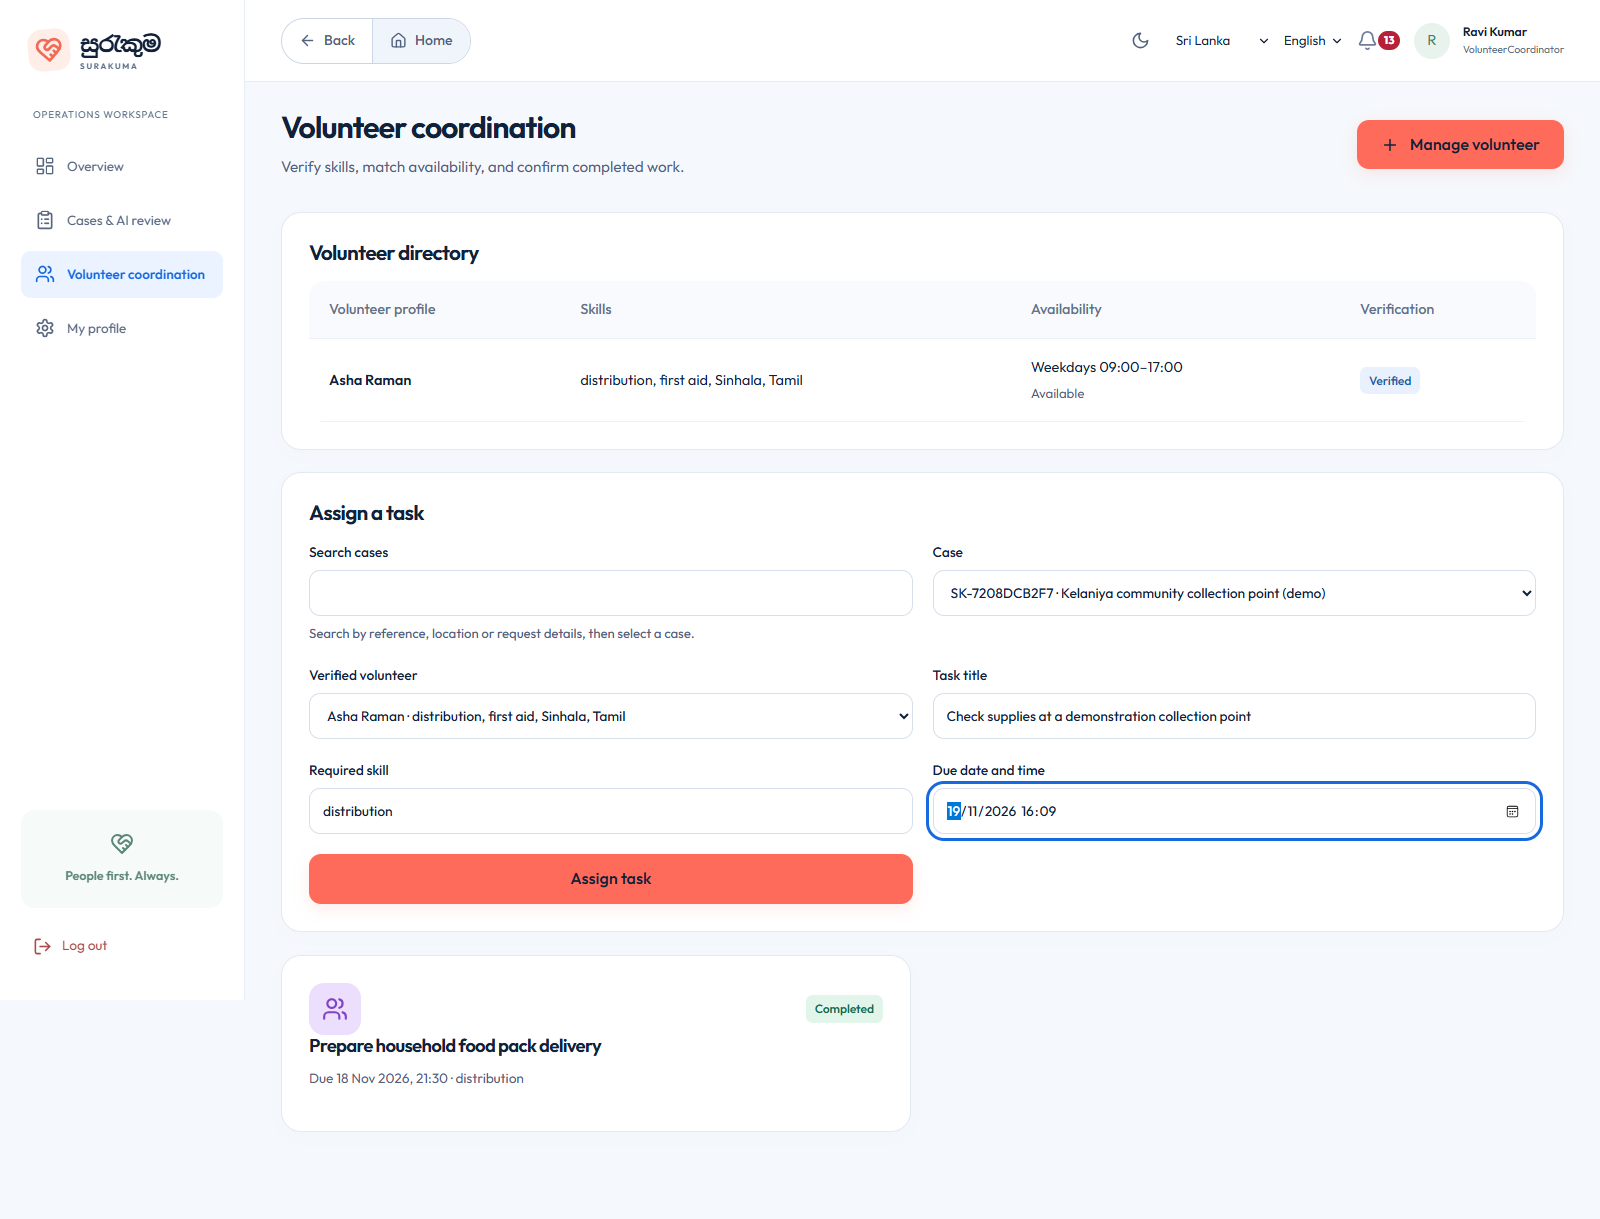 සුරැකුම
SURAKUMA
OPERATIONS WORKSPACE
Overview
Cases & AI review
Volunteer coordination
My profile
People first. Always.
Log out
Back
Home
Sri Lanka
English
13
R
Ravi Kumar
VolunteerCoordinator
Volunteer coordination
Verify skills, match availability, and confirm completed work.
Manage volunteer
Volunteer directory
Volunteer profile Skills Availability Verification
Asha Raman distribution, first aid, Sinhala, Tamil Weekdays 09:00–17:00 Verified
Available
Assign a task
Search cases
Search by reference, location or request details, then select a case.
Case
SK-7208DCB2F7 · Kelaniya community collection point (demo)
Verified volunteer
Asha Raman · distribution, first aid, Sinhala, Tamil
Task title
Check supplies at a demonstration collection point
Required skill
distribution
Due date and time
19/11/2026 16:09
Assign task
Completed
Prepare household food pack delivery
Due 18 Nov 2026, 21:30 · distribution